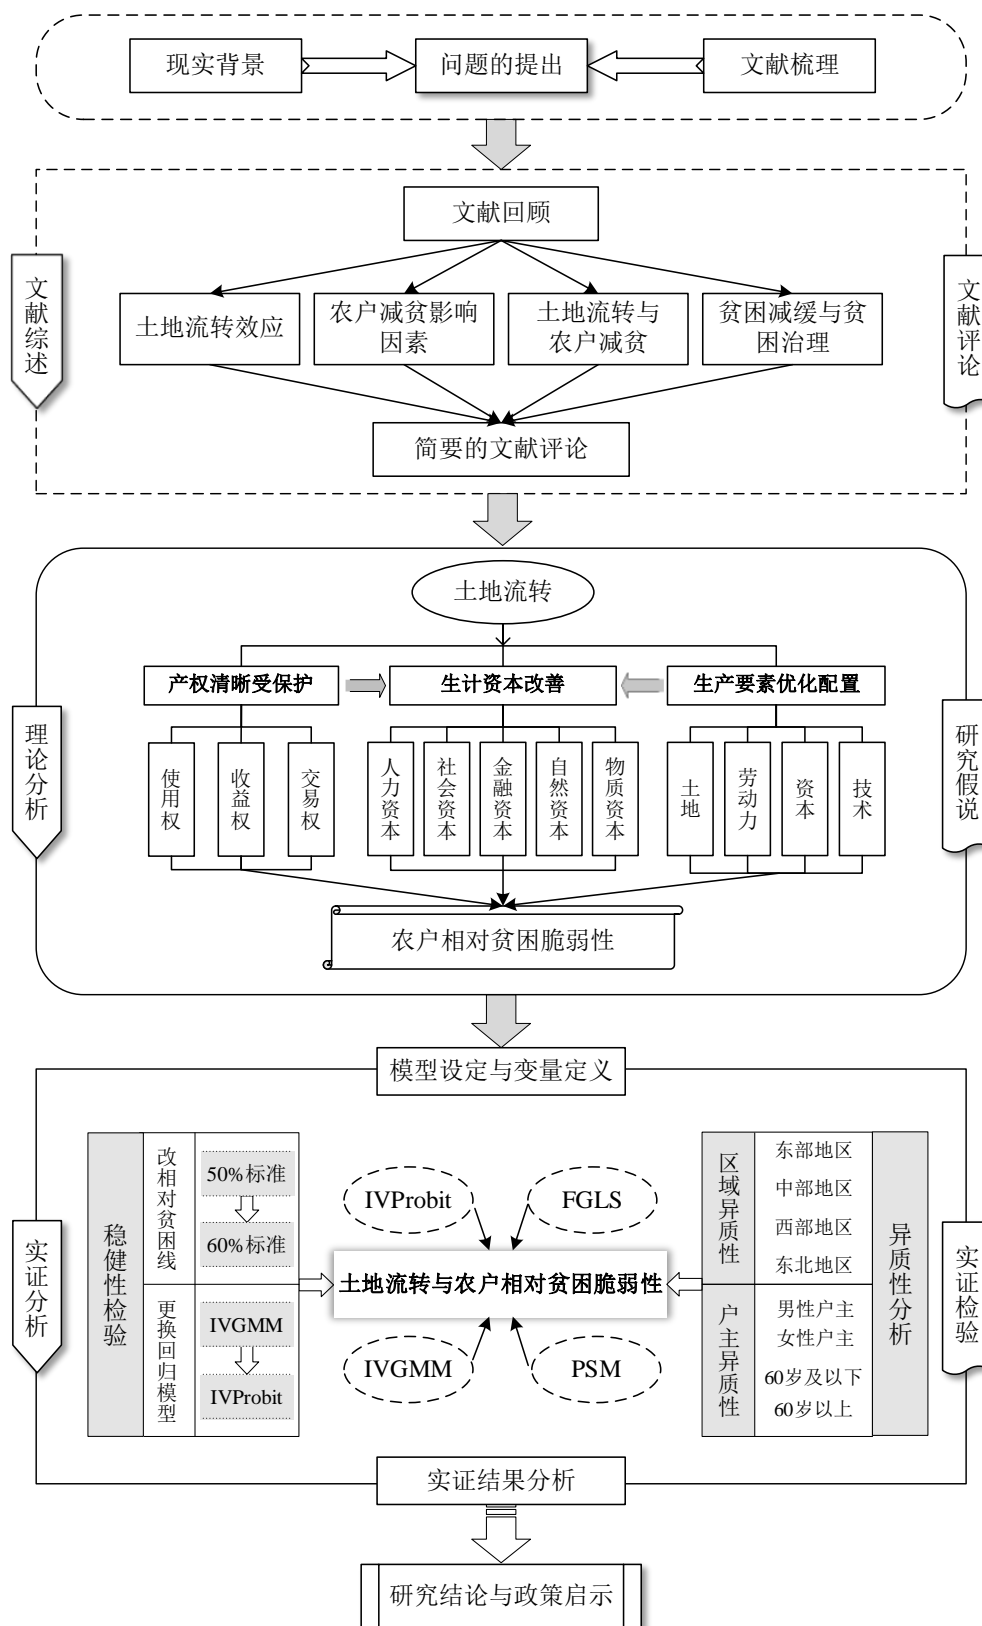 现实背景
问题的提出
文献梳理
文献回顾
文献综述
文献评论
土地流转效应
农户减贫影响
因素
土地流转与
农户减贫
贫困减缓与贫
困治理
简要的文献评论
土地流转
产权清晰受保护
生计资本改善
生产要素优化配置
理论分析
研究假说
使用权
收益权
交易权
人力资本
社会资本
金融资本
自然资本
物质资本
土地
劳动力
资本
技术
农户相对贫困脆弱性
模型设定与变量定义
实证分析
稳健性检验
改相对贫困线
50%标准
60%标准
更换回归模型
IVGMM
IVProbit
IVProbit
FGLS
土地流转与农户相对贫困脆弱性
IVGMM
PSM
区域异质性
东部地区
中部地区
西部地区
东北地区
户主异质性
男性户主
女性户主
60岁及以下
60岁以上
异质性分析
实证检验
实证结果分析
研究结论与政策启示